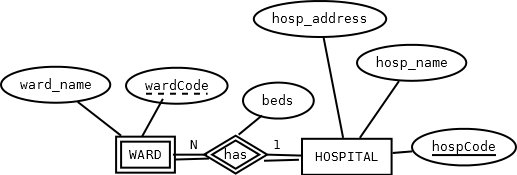 hosp_address
hosp_name
ward_name
wardCode
beds
N
1
hospCode
WARD
has
HOSPITAL